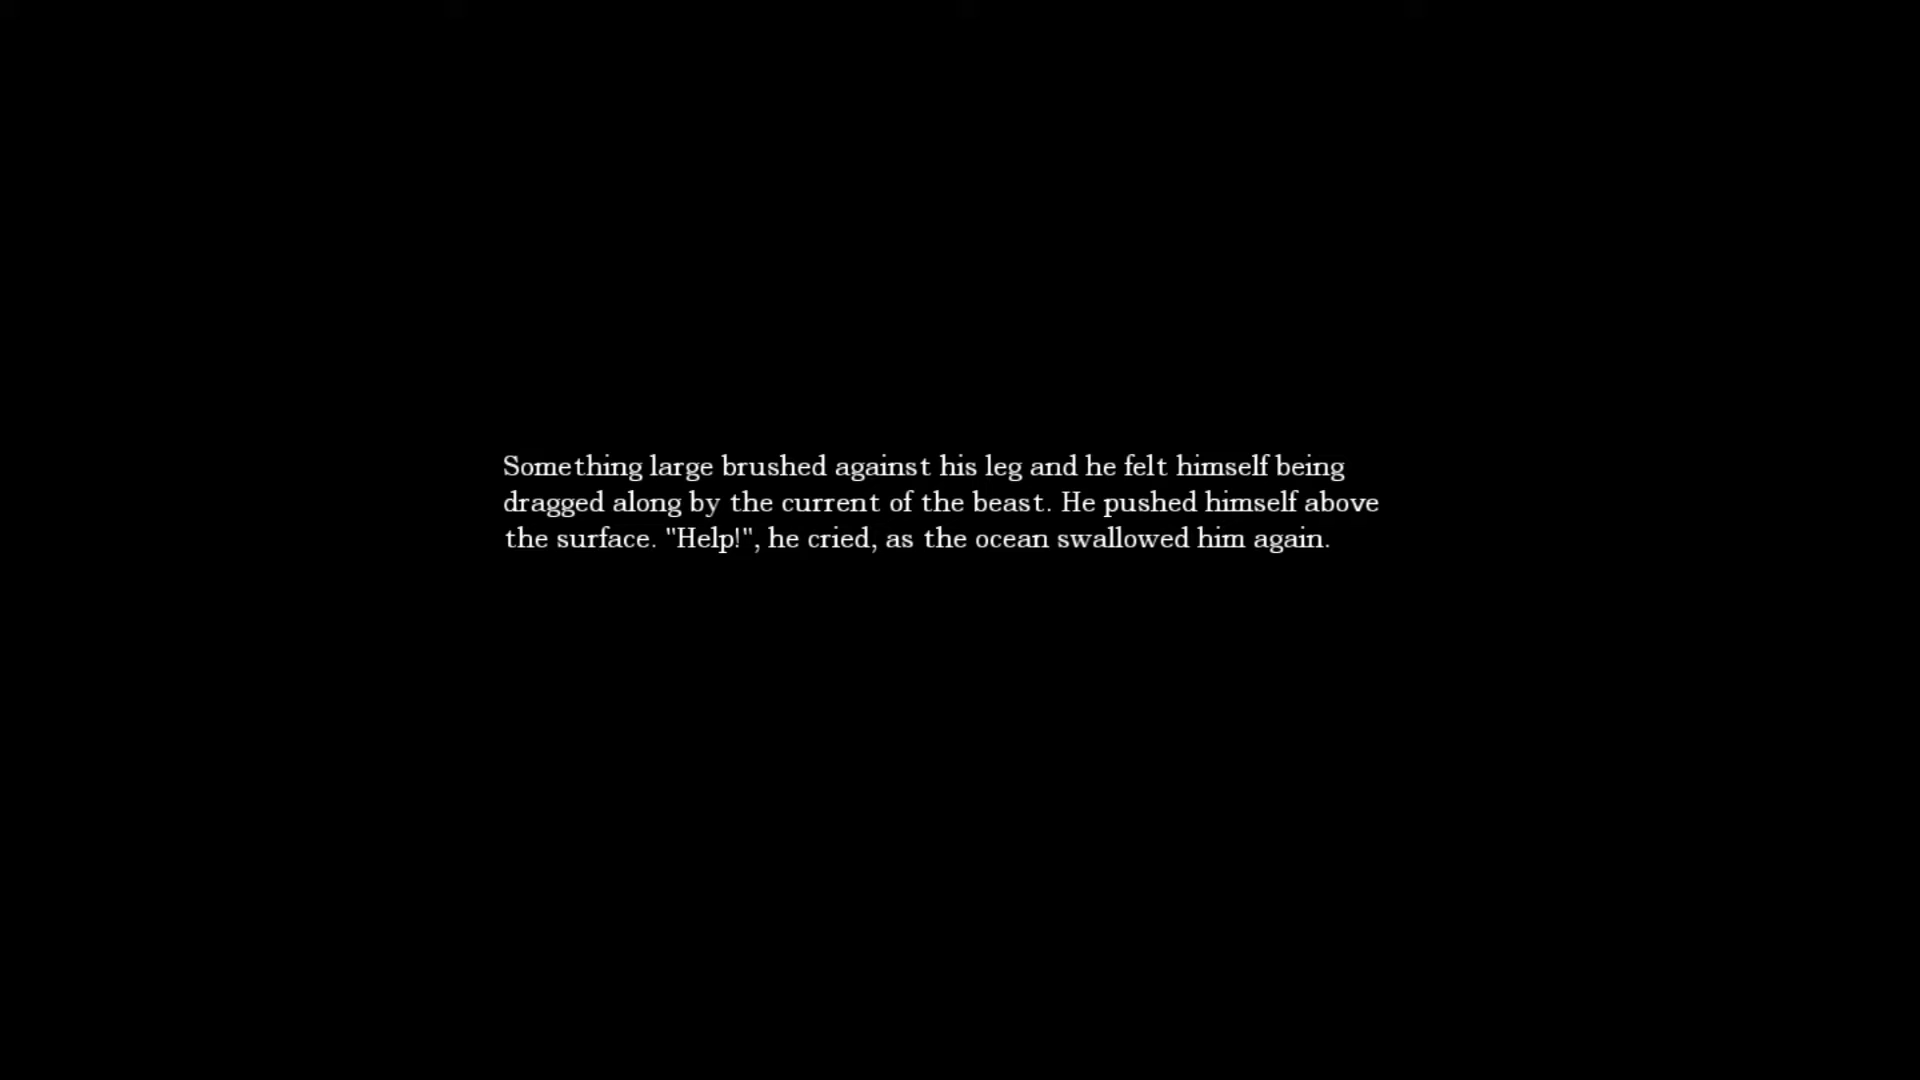 Something large brushed against his leg and he felt himself being
dragged along by the current of the beast. He pushed himself above
the surface. "Help!", he cried, as the ocean swallowed him again.